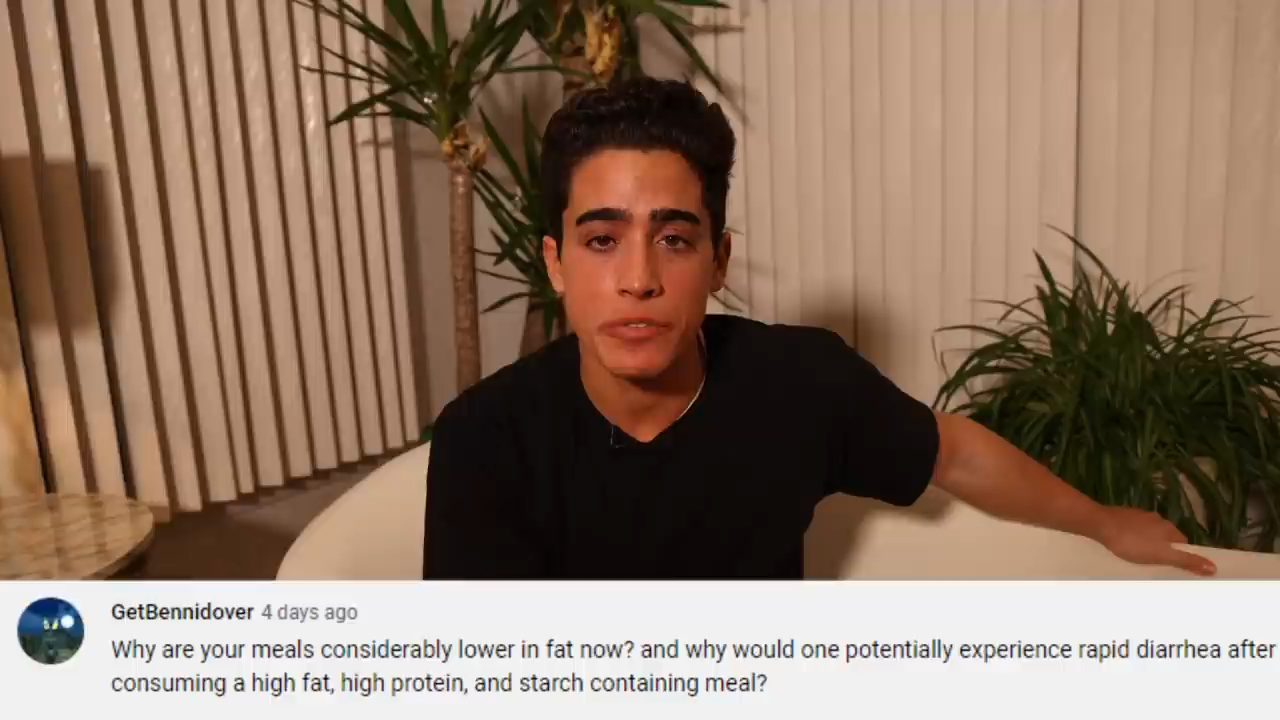 GetBennidover 4 days ago
Why are your meals considerably lower in fat now? and why would one potentially experience rapid diarrhea after
consuming a high fat, high protein, and starch containing meal?